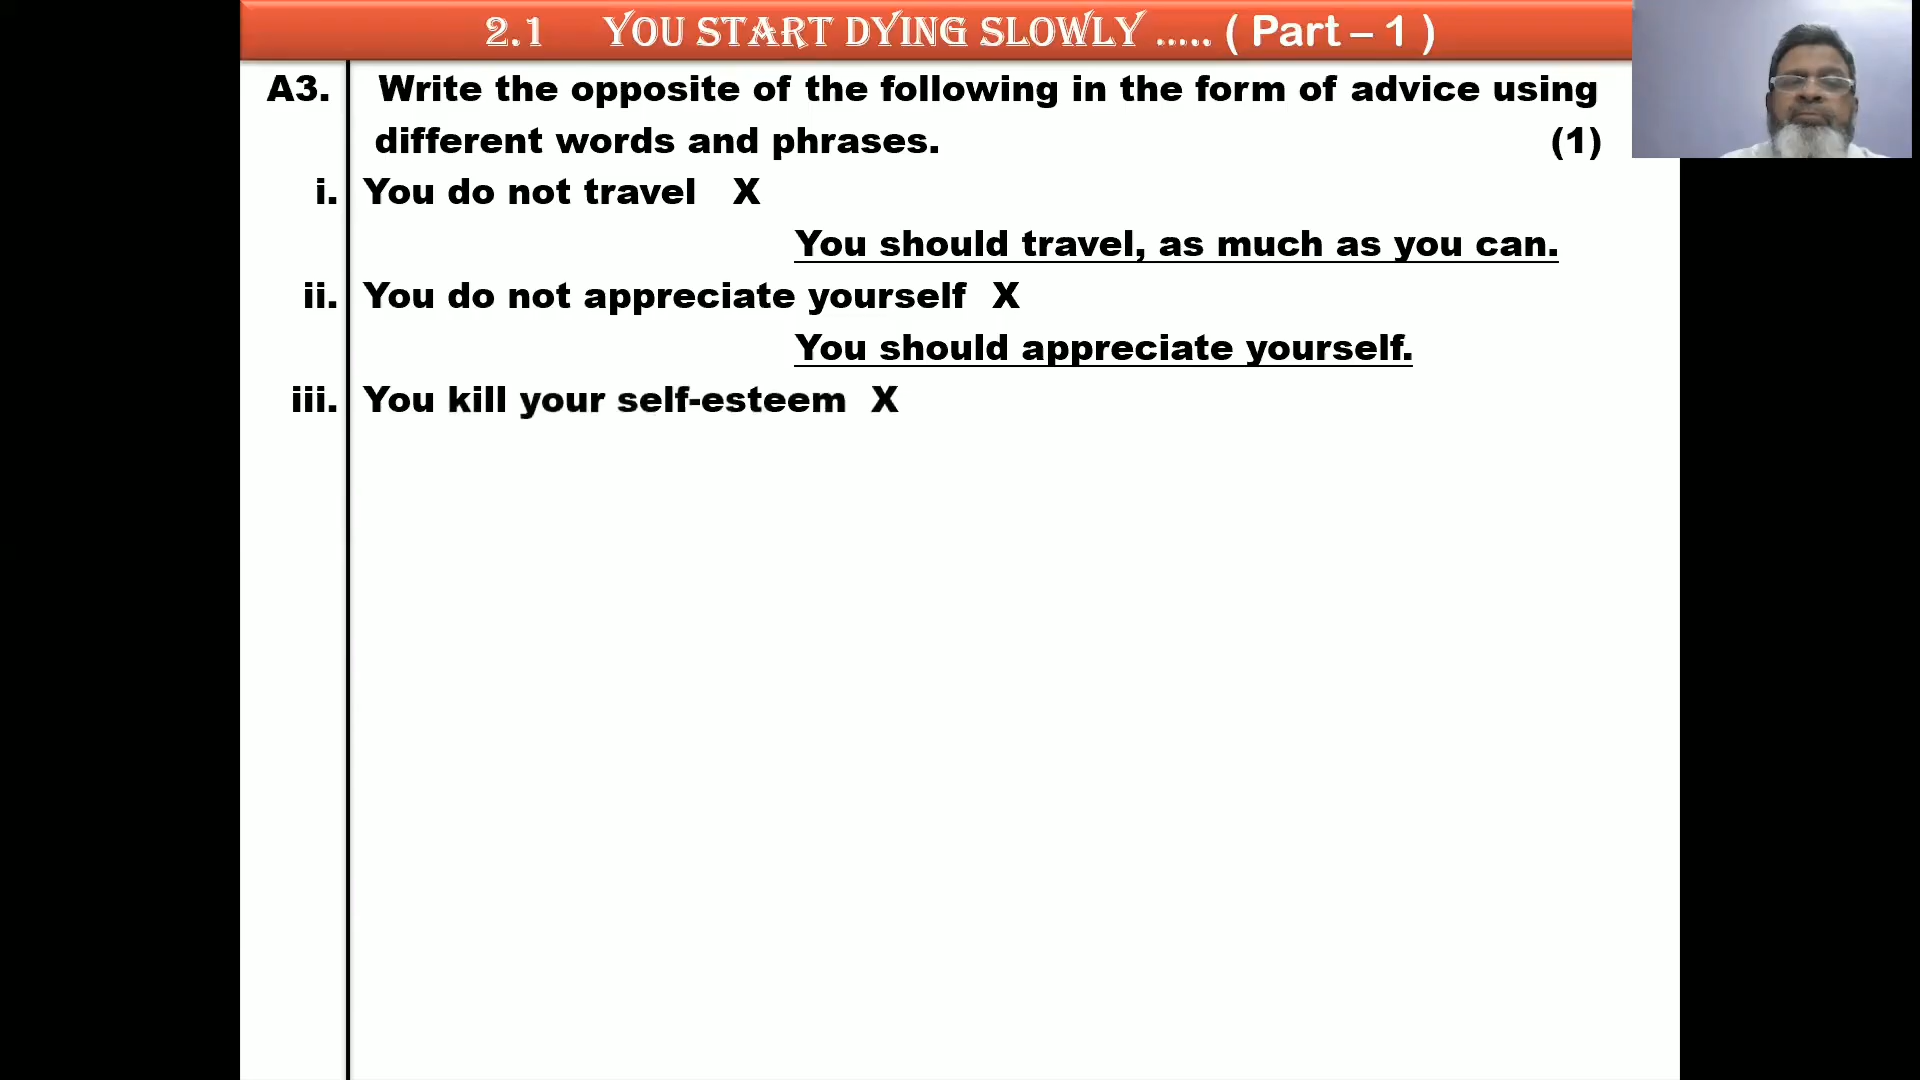 2.1 YOU START DYING SLOWLY ..... ( Part – 1 )
A3. Write the opposite of the following in the form of advice using
different words and phrases. (1)
i. You do not travel X
You should travel, as much as you can.
ii. You do not appreciate yourself X
You should appreciate yourself.
iii. You kill your self-esteem X